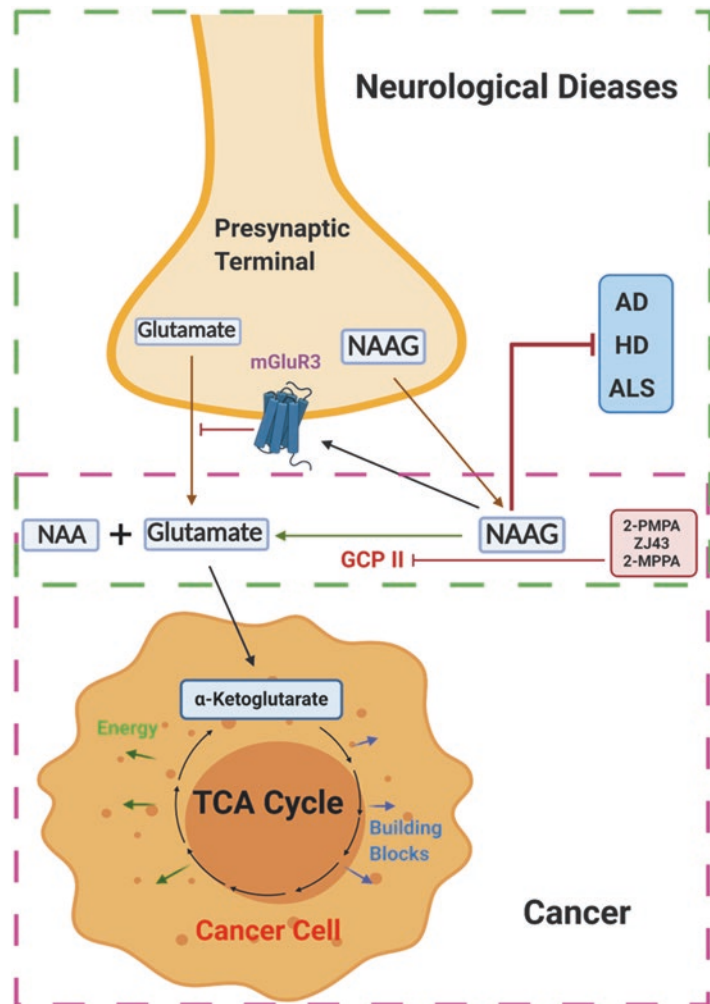 Neurological Dieases
Presynaptic
Terminal
Glutamate
NAAG
mGluR3
AD
HD
ALS
NAA + Glutamate
NAAG
GCP II
2-PMPA
ZJ43
2-MPPA
α-Ketoglutarate
Energy
TCA Cycle
Building
Blocks
Cancer Cell
Cancer